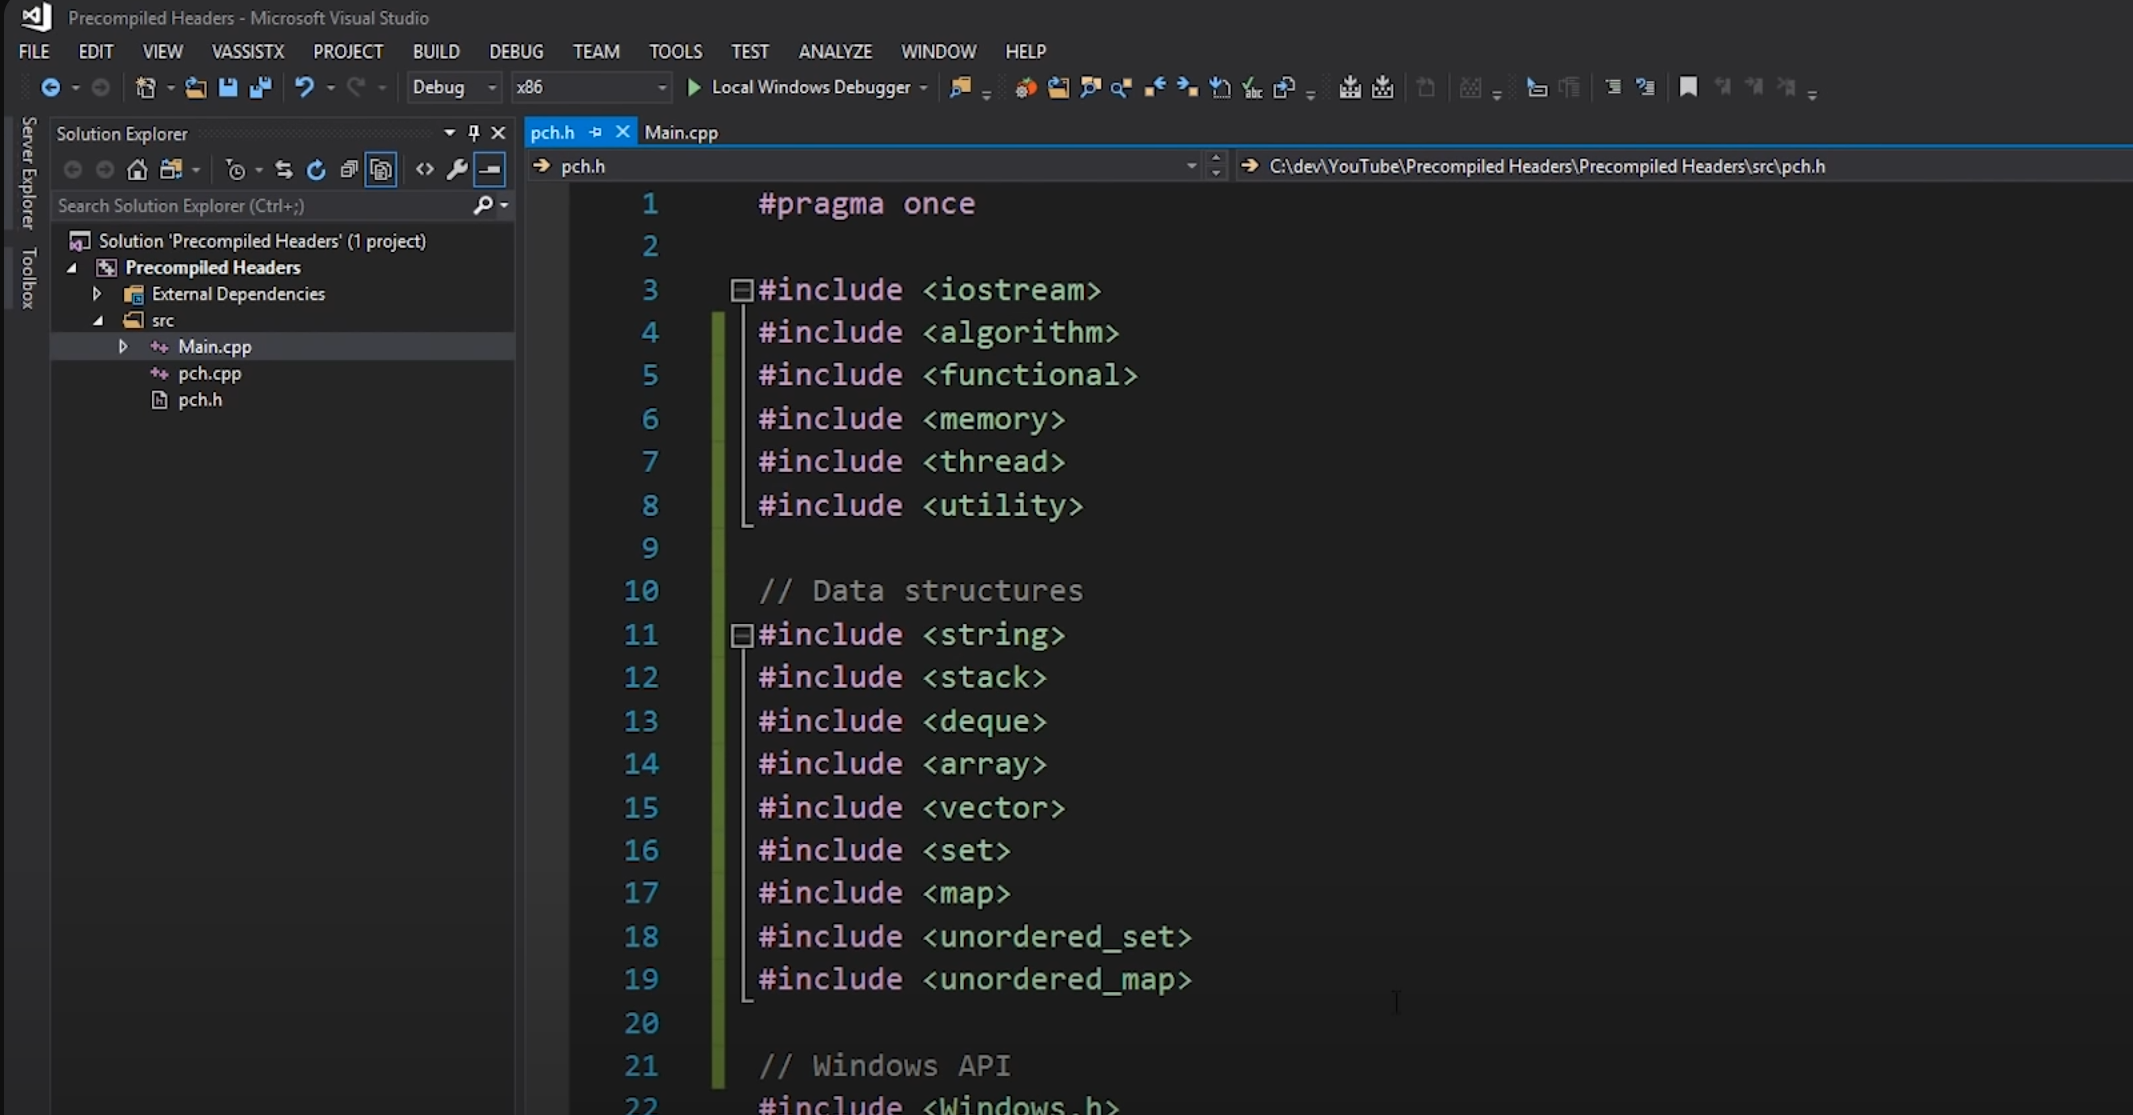 Precompiled Headers - Microsoft Visual Studio
FILE EDIT VIEW VASSISTX PROJECT BUILD DEBUG TEAM TOOLS TEST ANALYZE WINDOW HELP
Debug x86 Local Windows Debugger
Server Explorer
Toolbox
Solution Explorer
Search Solution Explorer (Ctrl+;)
Solution 'Precompiled Headers' (1 project)
Precompiled Headers
External Dependencies
src
Main.cpp
pch.cpp
pch.h
pch.h Main.cpp
pch.h C:\dev\YouTube\Precompiled Headers\Precompiled Headers\src\pch.h
1 #pragma once
2
3 #include <iostream>
4 #include <algorithm>
5 #include <functional>
6 #include <memory>
7 #include <thread>
8 #include <utility>
9
10 // Data structures
11 #include <string>
12 #include <stack>
13 #include <deque>
14 #include <array>
15 #include <vector>
16 #include <set>
17 #include <map>
18 #include <unordered_set>
19 #include <unordered_map>
20
21 // Windows API
22 #include <Windows.h>